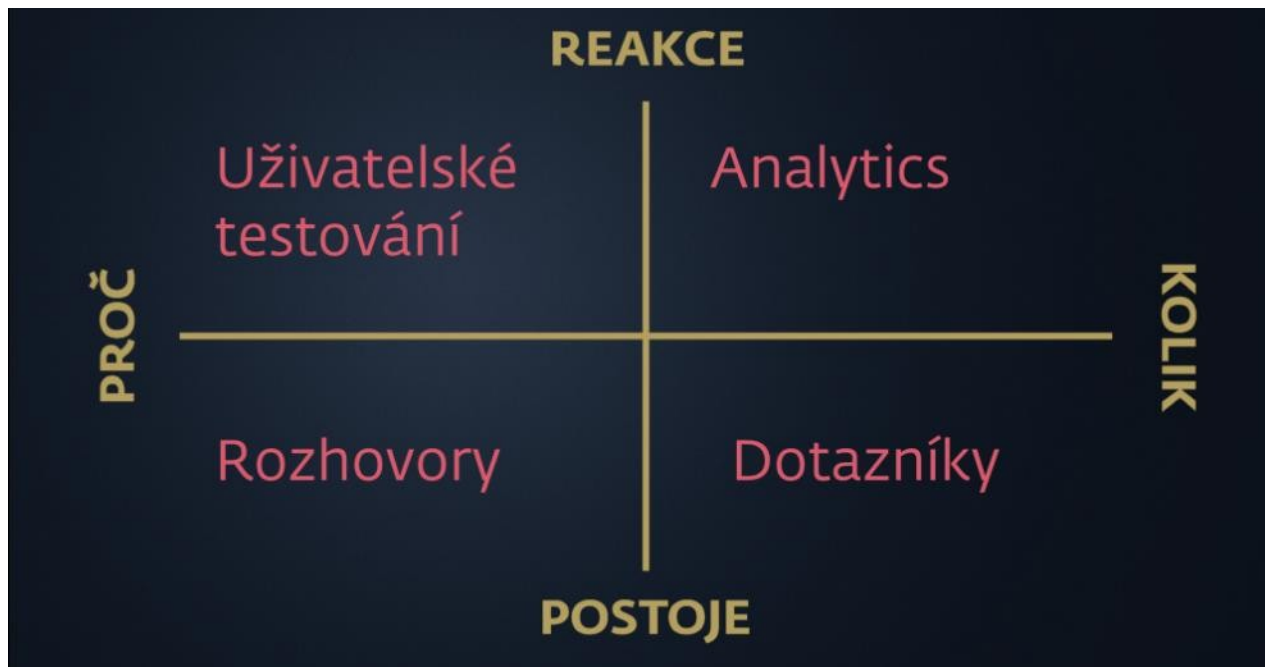 REAKCE
Uživatelské
testování
Analytics
PROČ
KOLIK
Rozhovory
Dotazníky
POSTOJE